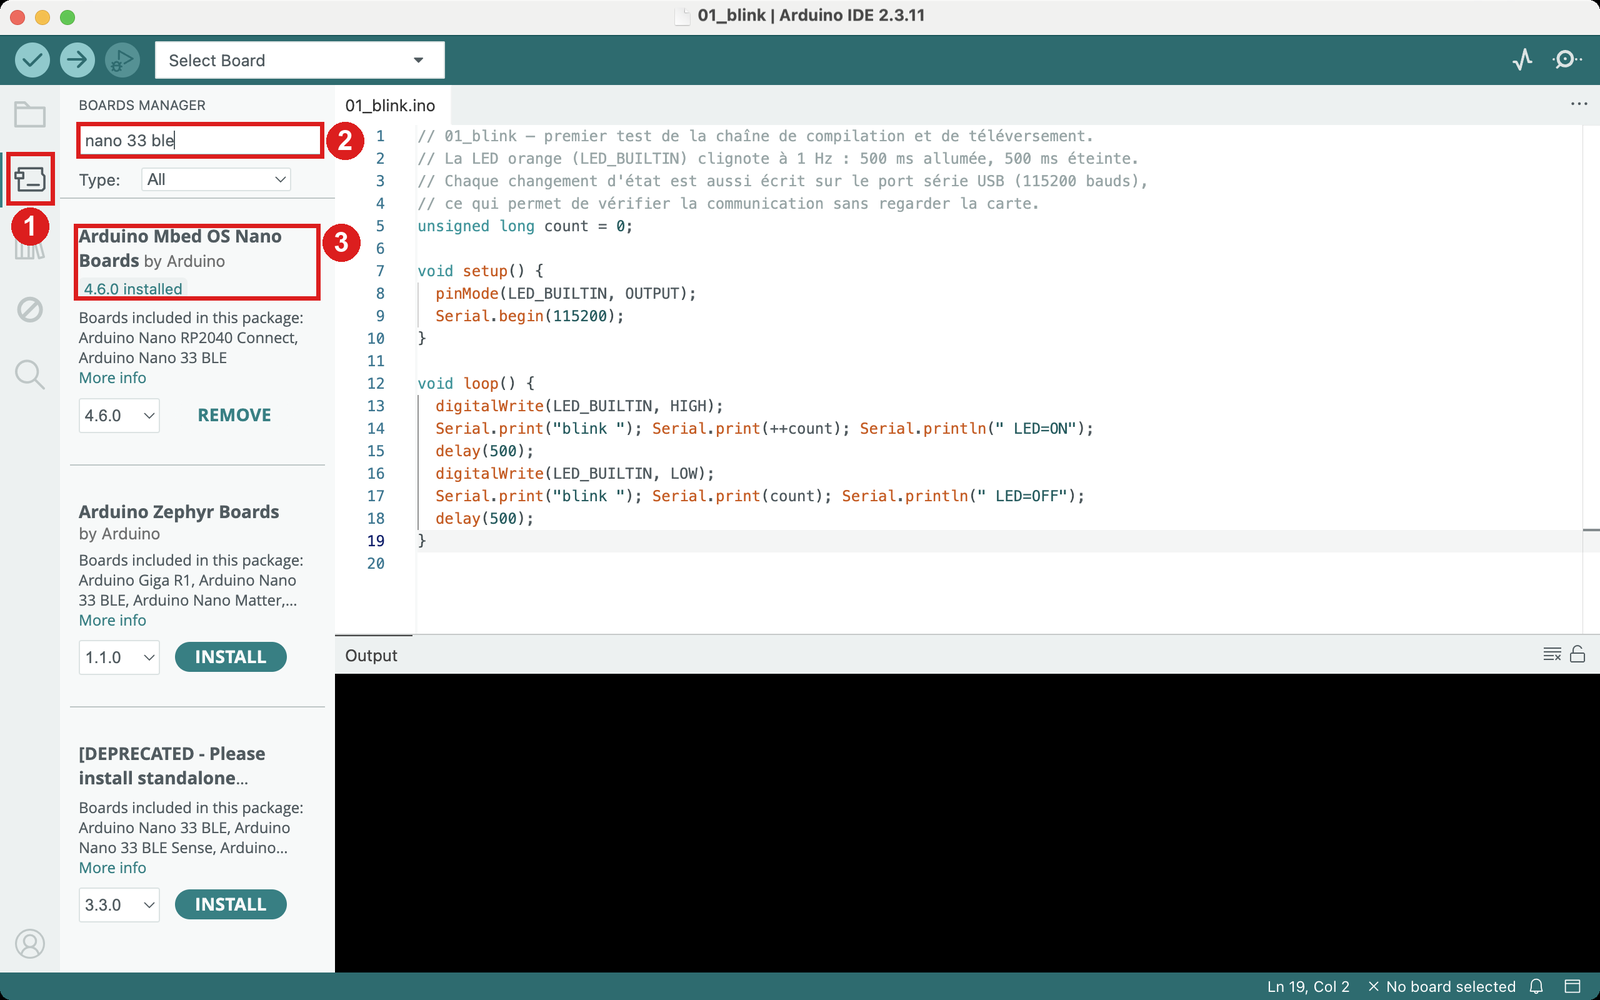 01_blink | Arduino IDE 2.3.11
Select Board
BOARDS MANAGER
nano 33 ble
2
Type: All
1
Arduino Mbed OS Nano
Boards by Arduino
4.6.0 installed
3
Boards included in this package:
Arduino Nano RP2040 Connect,
Arduino Nano 33 BLE
More info
4.6.0 REMOVE
Arduino Zephyr Boards
by Arduino
Boards included in this package:
Arduino Giga R1, Arduino Nano
33 BLE, Arduino Nano Matter,...
More info
1.1.0 INSTALL
[DEPRECATED - Please
install standalone...
Boards included in this package:
Arduino Nano 33 BLE, Arduino
Nano 33 BLE Sense, Arduino...
More info
3.3.0 INSTALL
01_blink.ino
1 // 01_blink — premier test de la chaîne de compilation et de téléversement.
2 // La LED orange (LED_BUILTIN) clignote à 1 Hz : 500 ms allumée, 500 ms éteinte.
3 // Chaque changement d'état est aussi écrit sur le port série USB (115200 bauds),
4 // ce qui permet de vérifier la communication sans regarder la carte.
5 unsigned long count = 0;
6
7 void setup() {
8 pinMode(LED_BUILTIN, OUTPUT);
9 Serial.begin(115200);
10 }
11
12 void loop() {
13 digitalWrite(LED_BUILTIN, HIGH);
14 Serial.print("blink "); Serial.print(++count); Serial.println(" LED=ON");
15 delay(500);
16 digitalWrite(LED_BUILTIN, LOW);
17 Serial.print("blink "); Serial.print(count); Serial.println(" LED=OFF");
18 delay(500);
19 }
20
Output
Ln 19, Col 2 × No board selected